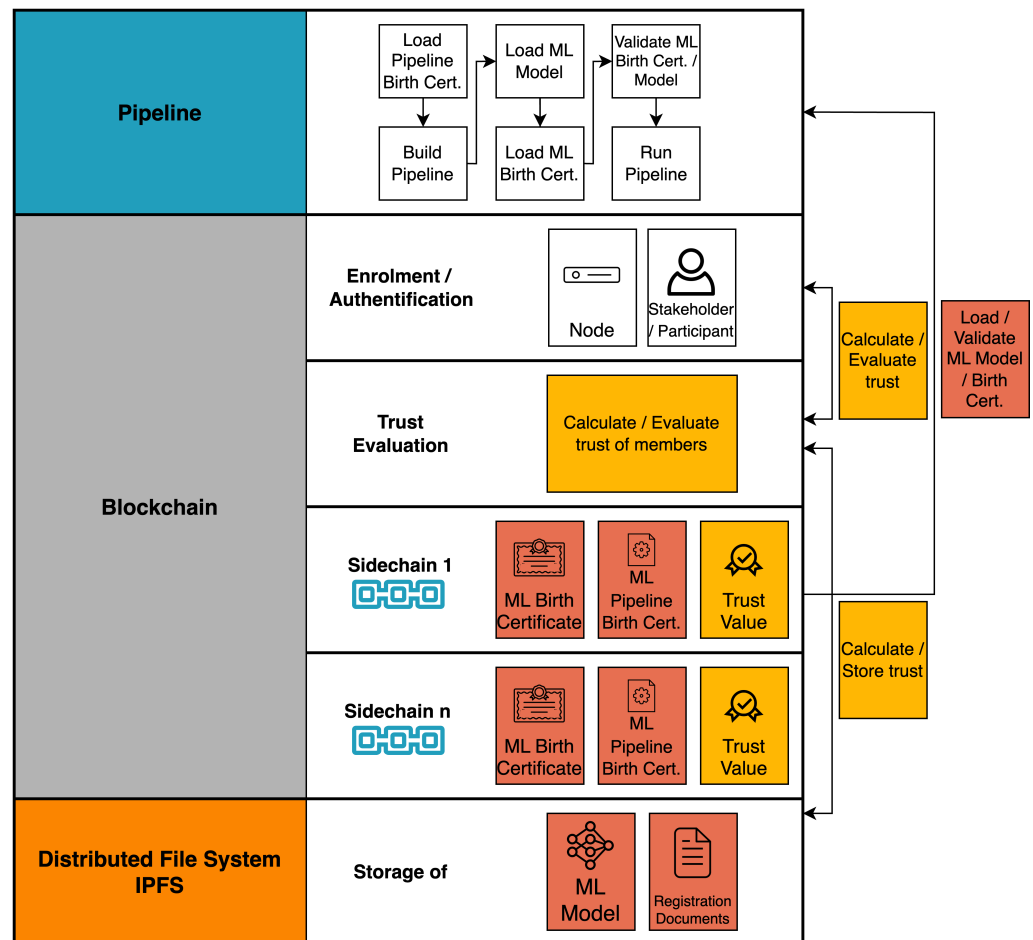 Pipeline
Load
Pipeline
Birth Cert.
Load ML
Model
Validate ML
Birth Cert. /
Model
Build
Pipeline
Load ML
Birth Cert.
Run
Pipeline
Blockchain
Enrolment /
Authentification
Node
Stakeholder
/ Participant
Calculate /
Evaluate
trust
Load /
Validate
ML Model
/ Birth
Cert.
Trust
Evaluation
Calculate / Evaluate
trust of members
Sidechain 1
ML Birth
Certificate
ML
Pipeline
Birth Cert.
Trust
Value
Calculate /
Store trust
Sidechain n
ML Birth
Certificate
ML
Pipeline
Birth Cert.
Trust
Value
Distributed File System
IPFS
Storage of
ML
Model
Registration
Documents